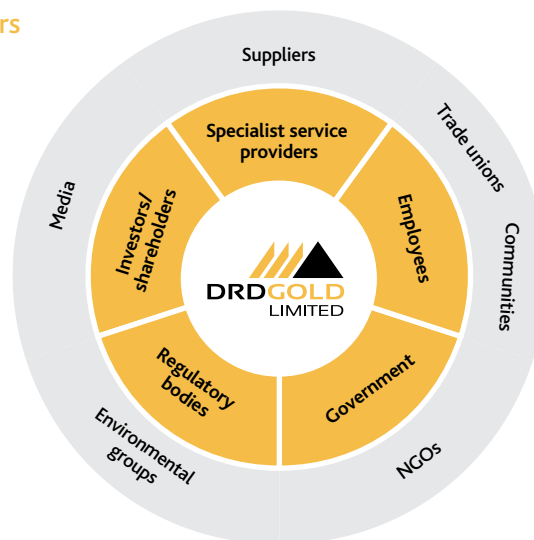 rs
Suppliers
Trade unions
Communities
NGOs
Environmental
groups
Media
Specialist service
providers
Employees
Government
Regulatory
bodies
Investors/
shareholders
DRDGOLD
LIMITED